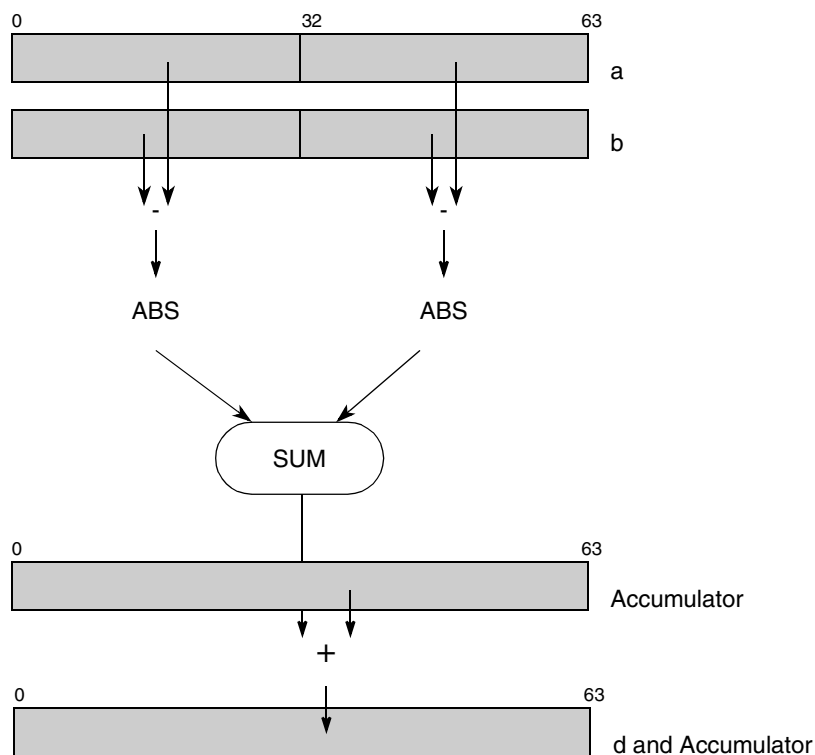 0 32 63
a
b
- -
ABS ABS
SUM
0 63
Accumulator
+
0 63
d and Accumulator